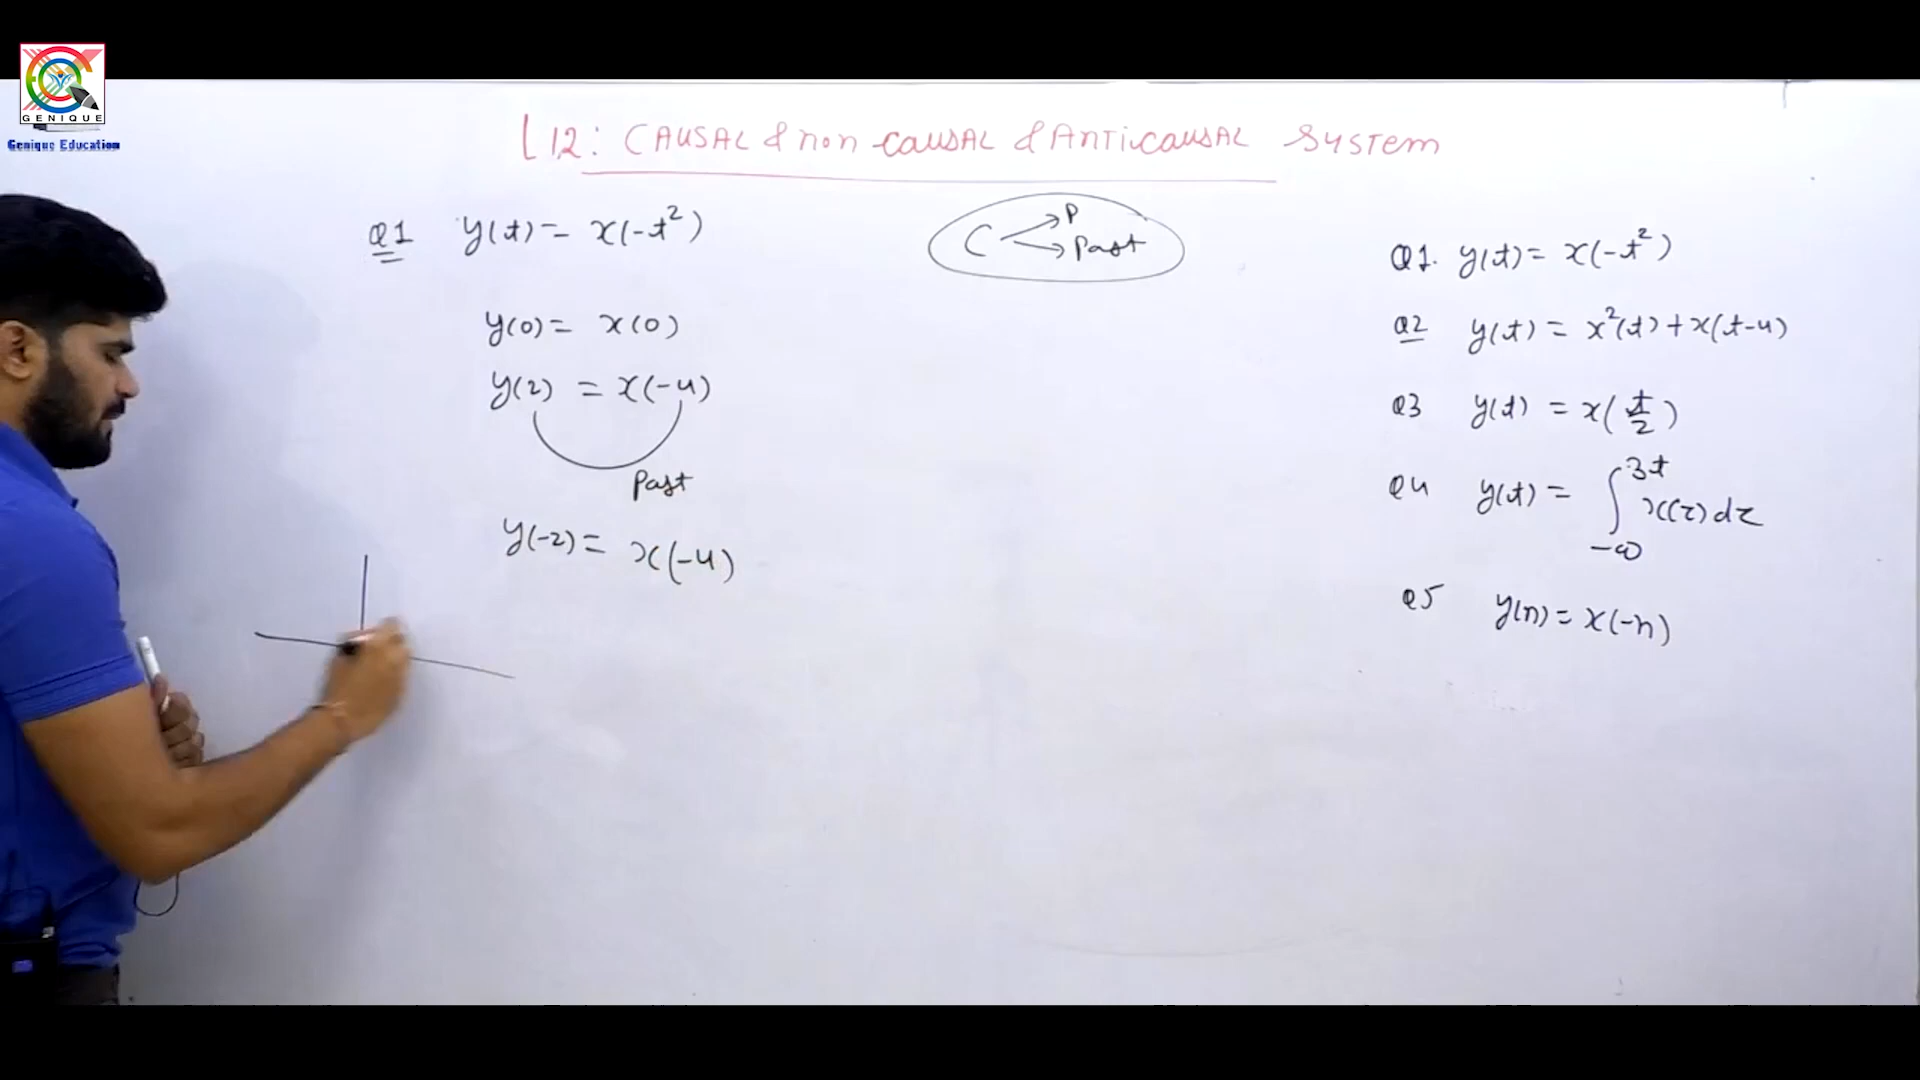 GENIQUE
Genique Education
L12: CAUSAL & non causAL & ANTicausAL SYSTEm
Q1 y(t) = x(-t²)
C → P
→ Past
y(0) = x(0)
y(2) = x(-4)
Past
y(-2) = x(-4)
Q1. y(t) = x(-t²)
Q2 y(t) = x²(t) + x(t-4)
Q3 y(t) = x(t/2)
Q4 y(t) = ∫_{-∞}^{3t} x(τ) dτ
Q5 y(n) = x(-n)